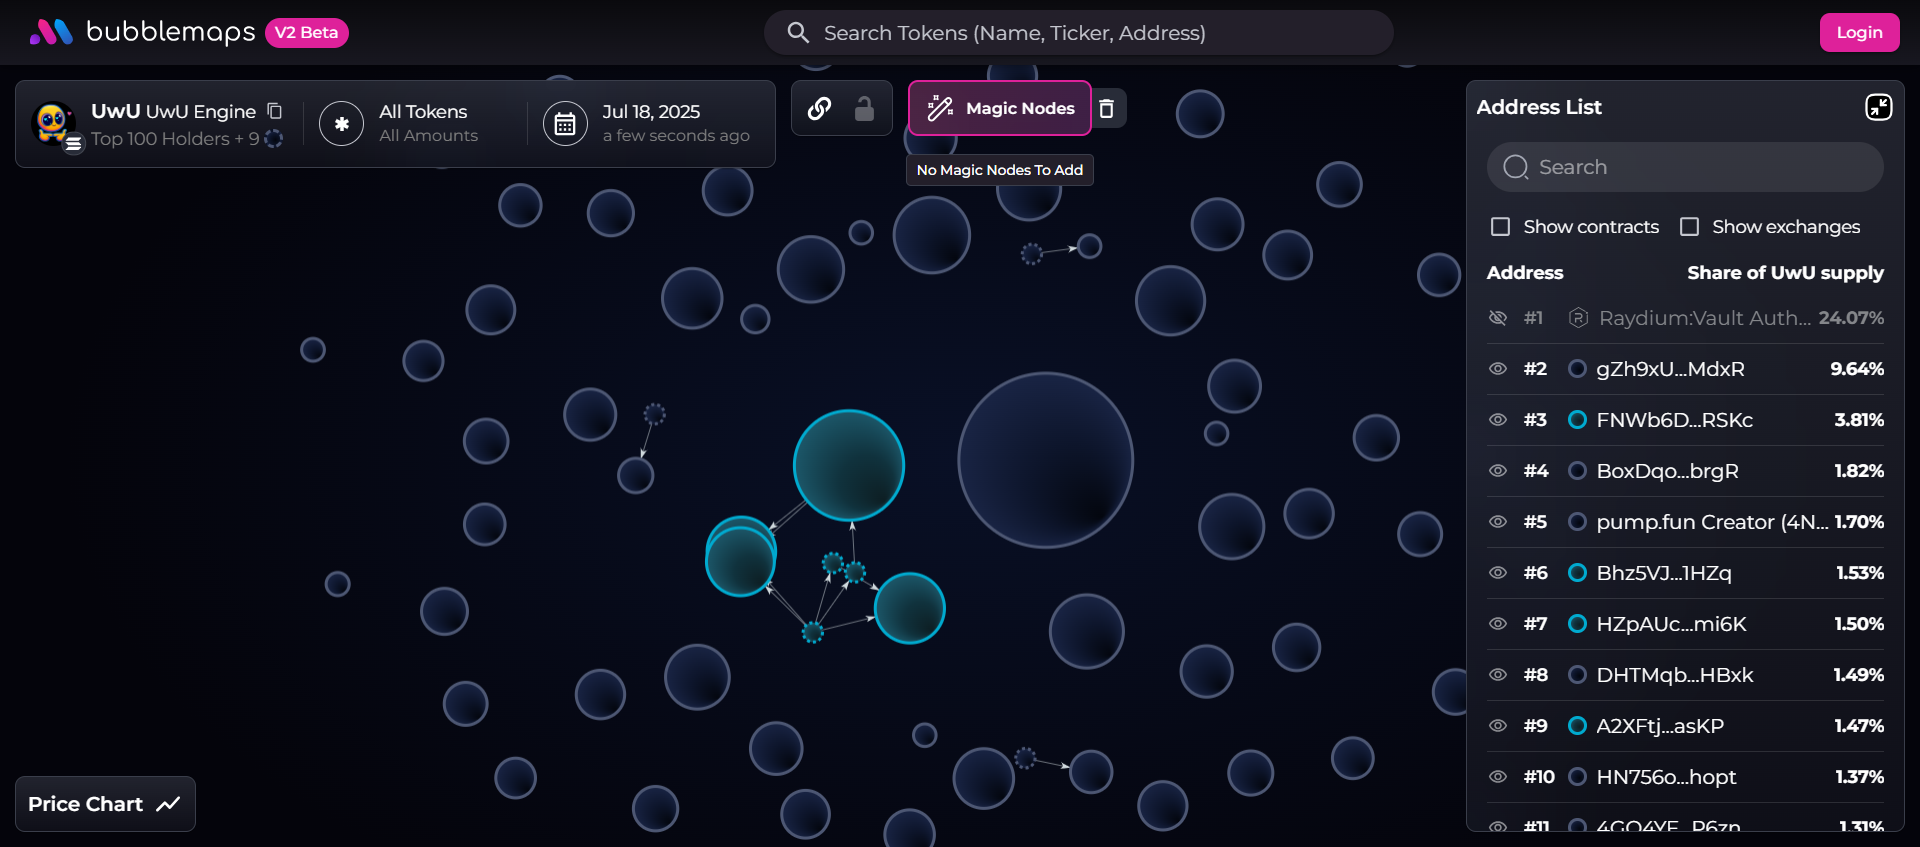 bubblemaps V2 Beta
Search Tokens (Name, Ticker, Address)
Login
UwU UwU Engine
Top 100 Holders + 9
All Tokens
All Amounts
Jul 18, 2025
a few seconds ago
Magic Nodes
No Magic Nodes To Add
Address List
Search
Show contracts Show exchanges
Address Share of UwU supply
#1 Raydium:Vault Auth... 24.07%
#2 gZh9xU...MdxR 9.64%
#3 FNWb6D...RSKc 3.81%
#4 BoxDqo...brgR 1.82%
#5 pump.fun Creator (4N... 1.70%
#6 Bhz5VJ...1HZq 1.53%
#7 HZpAUc...mi6K 1.50%
#8 DHTMqb...HBxk 1.49%
#9 A2XFtj...asKP 1.47%
#10 HN756o...hopt 1.37%
#11 1.31%
Price Chart